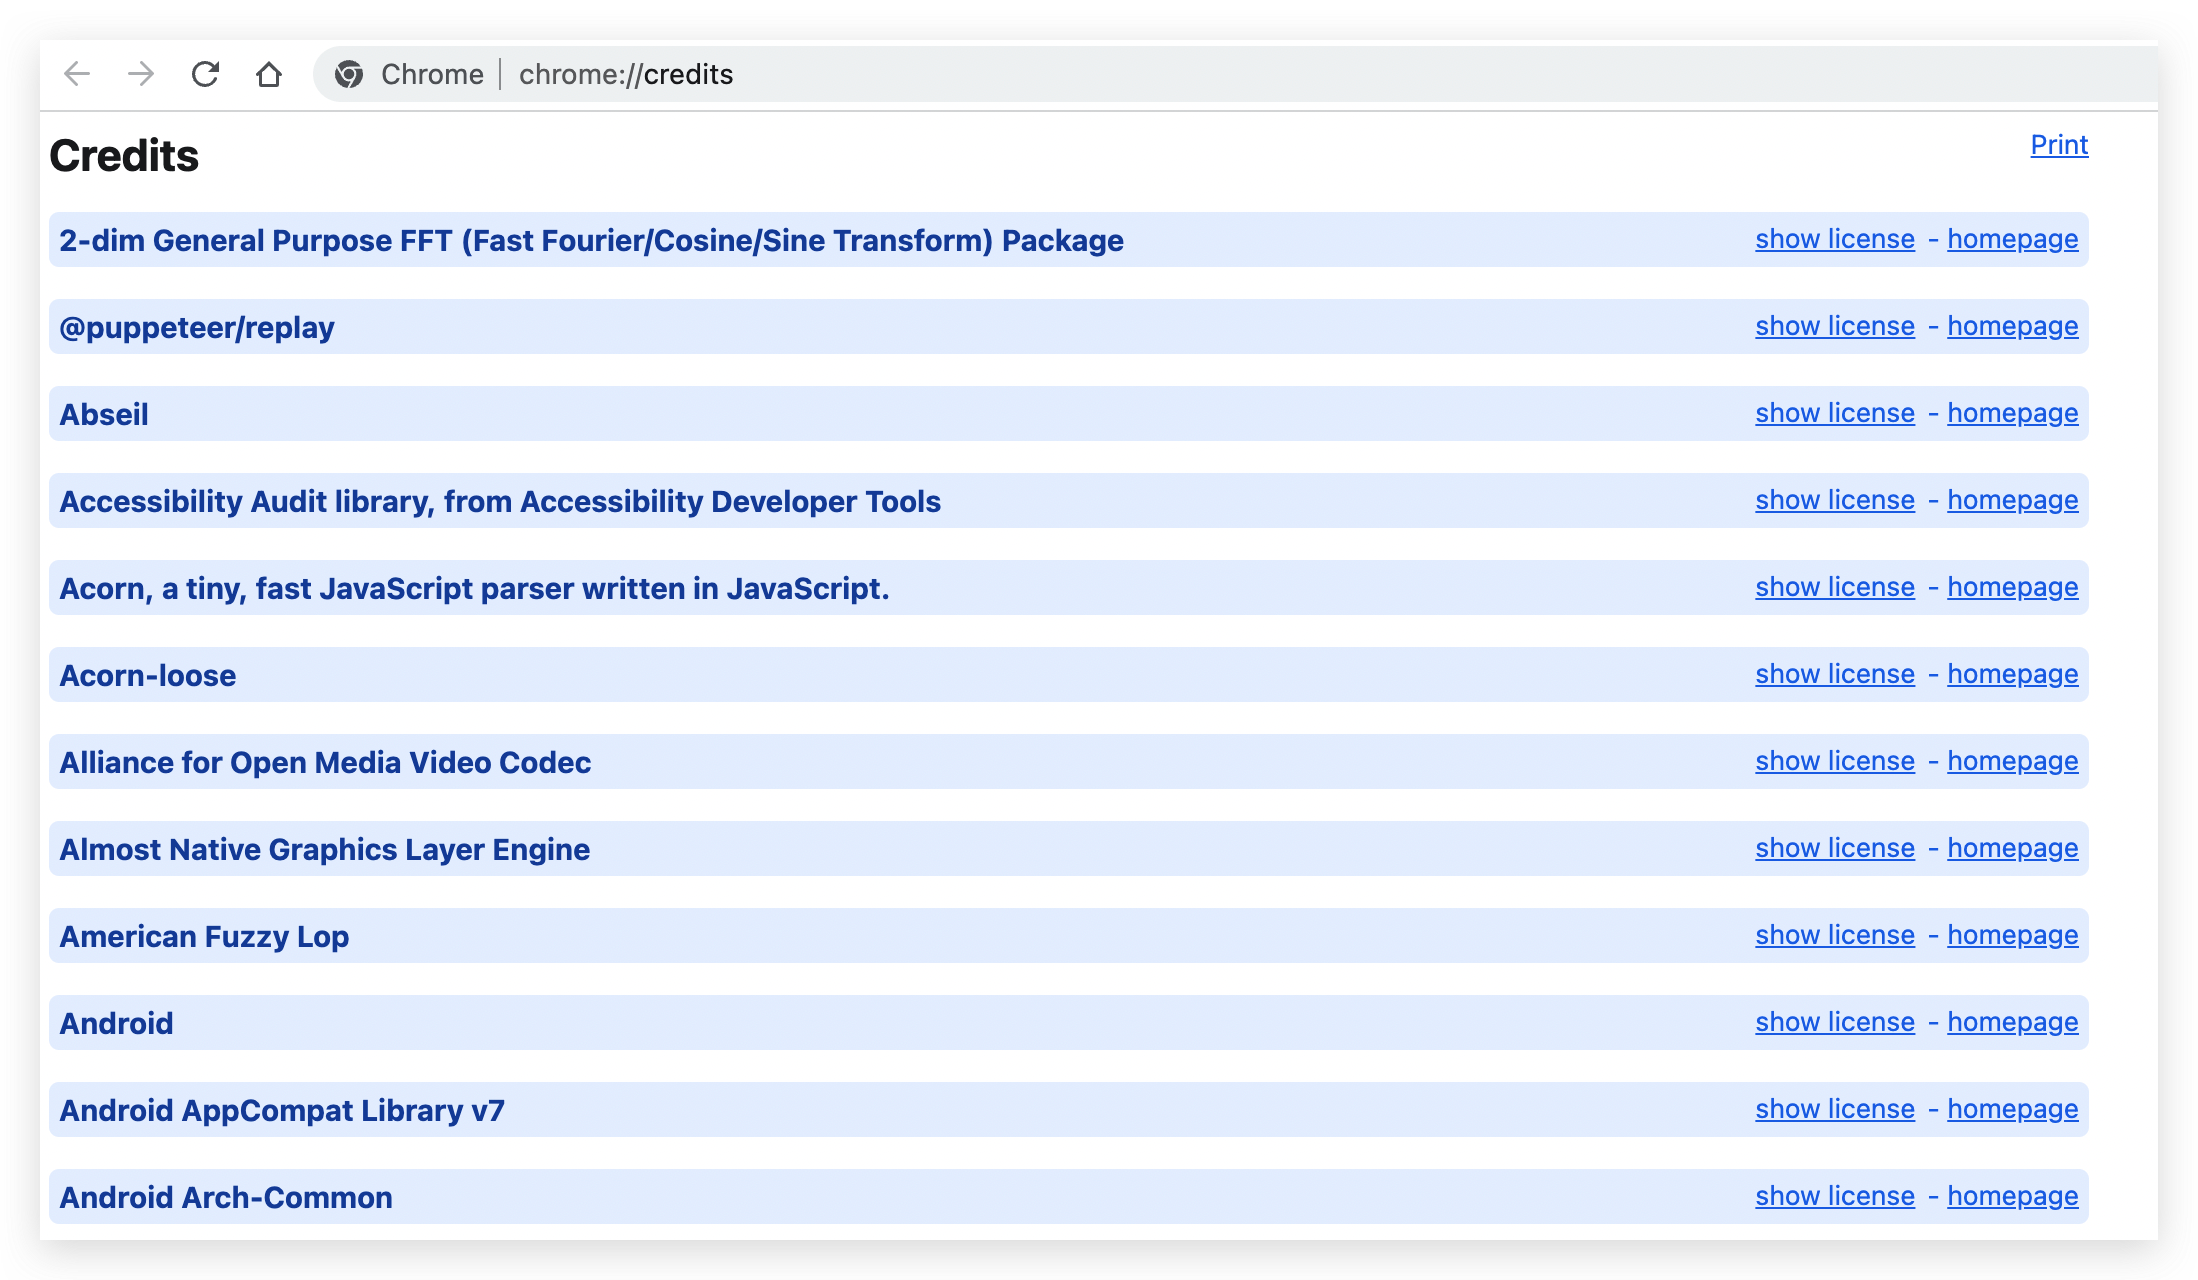 Chrome | chrome://credits
Credits Print
2-dim General Purpose FFT (Fast Fourier/Cosine/Sine Transform) Package show license - homepage
@puppeteer/replay show license - homepage
Abseil show license - homepage
Accessibility Audit library, from Accessibility Developer Tools show license - homepage
Acorn, a tiny, fast JavaScript parser written in JavaScript. show license - homepage
Acorn-loose show license - homepage
Alliance for Open Media Video Codec show license - homepage
Almost Native Graphics Layer Engine show license - homepage
American Fuzzy Lop show license - homepage
Android show license - homepage
Android AppCompat Library v7 show license - homepage
Android Arch-Common show license - homepage